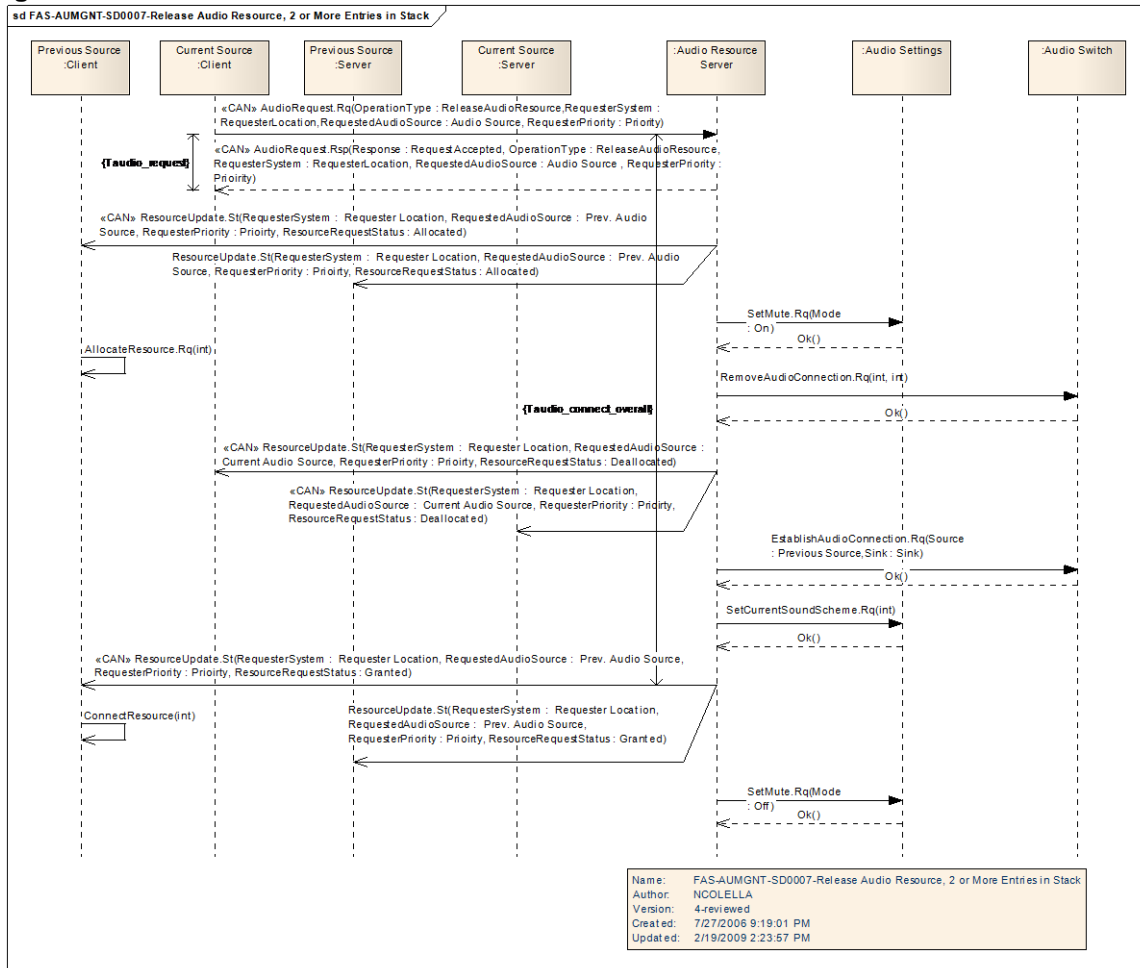 sd FAS-AUMGNT-SD0007-Release Audio Resource, 2 or More Entries in Stack
Previous Source
:Client
Current Source
:Client
Previous Source
:Server
Current Source
:Server
:Audio Resource
Server
:Audio Settings
:Audio Switch
«CAN» AudioRequest.Rq(OperationType : ReleaseAudioResource,RequesterSystem :
RequesterLocation,RequestedAudioSource : Audio Source, RequesterPriority : Priority)
{Taudio_request}
«CAN» AudioRequest.Rsp(Response : RequestAccepted, OperationType : ReleaseAudioResource,
RequesterSystem : RequesterLocation, RequestedAudioSource : Audio Source , RequesterPriority :
Prioirity)
«CAN» ResourceUpdate.St(RequesterSystem : Requester Location, RequestedAudioSource : Prev. Audio
Source, RequesterPriority : Prioirty, ResourceRequestStatus : Allocated)
ResourceUpdate.St(RequesterSystem : Requester Location, RequestedAudioSource : Prev. Audio
Source, RequesterPriority : Prioirty, ResourceRequestStatus : Allocated)
SetMute.Rq(Mode
: On)
Ok()
AllocateResource.Rq(int)
RemoveAudioConnection.Rq(int, int)
{Taudio_connect_overall}
Ok()
«CAN» ResourceUpdate.St(RequesterSystem : Requester Location, RequestedAudioSource :
Current Audio Source, RequesterPriority : Prioirty, ResourceRequestStatus : Deallocated)
«CAN» ResourceUpdate.St(RequesterSystem : Requester Location,
RequestedAudioSource : Current Audio Source, RequesterPriority : Prioirty,
ResourceRequestStatus : Deallocated)
EstablishAudioConnection.Rq(Source
: Previous Source,Sink : Sink)
Ok()
SetCurrentSoundScheme.Rq(int)
Ok()
«CAN» ResourceUpdate.St(RequesterSystem : Requester Location, RequestedAudioSource : Prev. Audio Source,
RequesterPriority : Prioirty, ResourceRequestStatus : Granted)
ConnectResource(int)
ResourceUpdate.St(RequesterSystem : Requester Location,
RequestedAudioSource : Prev. Audio Source,
RequesterPriority : Prioirty, ResourceRequestStatus : Granted)
SetMute.Rq(Mode
: Off)
Ok()
Name: FAS-AUMGNT-SD0007-Release Audio Resource, 2 or More Entries in Stack
Author: NCOLELLA
Version: 4-reviewed
Created: 7/27/2006 9:19:01 PM
Updated: 2/19/2009 2:23:57 PM